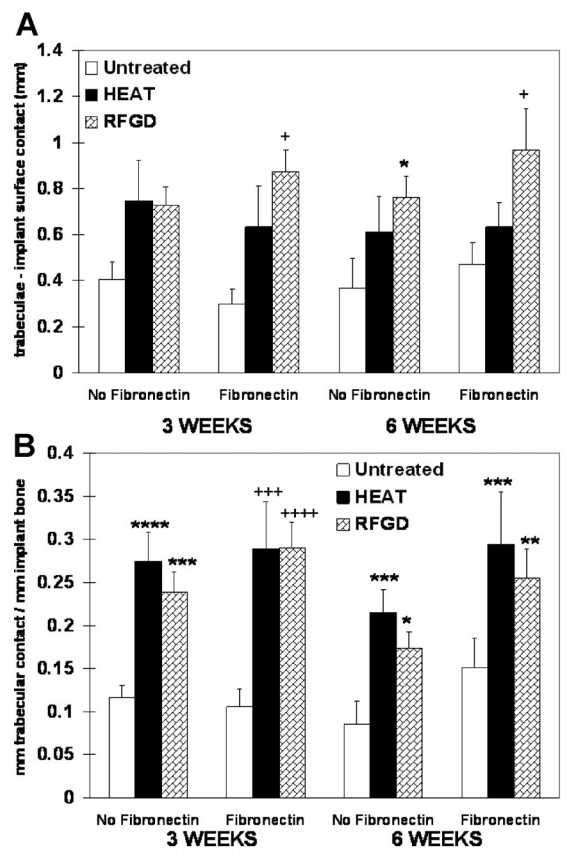 A
1.4
1.2
1
0.8
0.6
0.4
0.2
0
trabeculae - implant surface contact (mm)
Untreated
HEAT
RFGD
+
*
+
No Fibronectin Fibronectin No Fibronectin Fibronectin
3 WEEKS 6 WEEKS
B
0.4
0.35
0.3
0.25
0.2
0.15
0.1
0.05
0
mm trabecular contact / mm implant bone
Untreated
HEAT
RFGD
**** *** +++ ++++ *** * *** **
No Fibronectin Fibronectin No Fibronectin Fibronectin
3 WEEKS 6 WEEKS